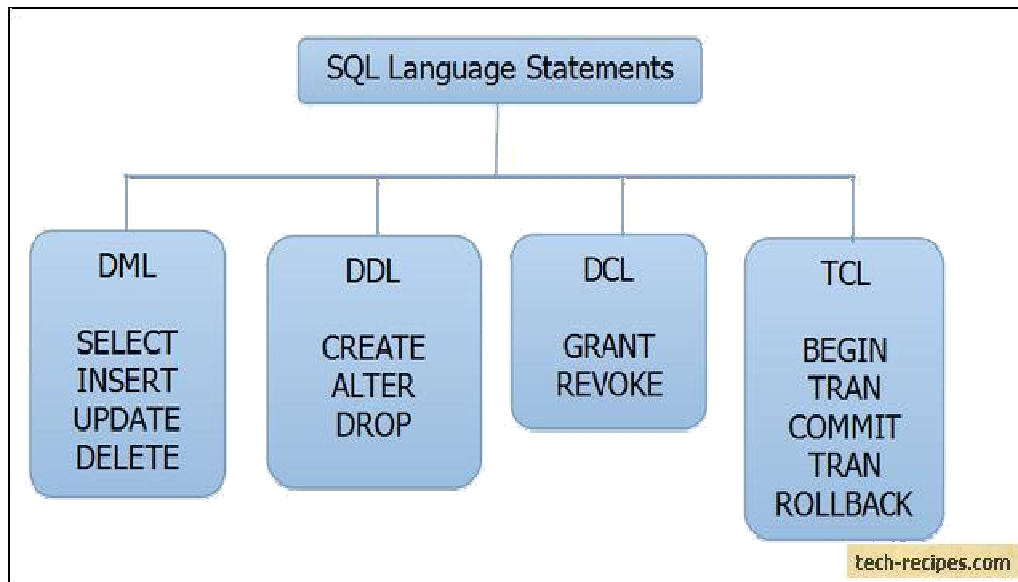 SQL Language Statements
DML
SELECT
INSERT
UPDATE
DELETE
DDL
CREATE
ALTER
DROP
DCL
GRANT
REVOKE
TCL
BEGIN
TRAN
COMMIT
TRAN
ROLLBACK
tech-recipes.com